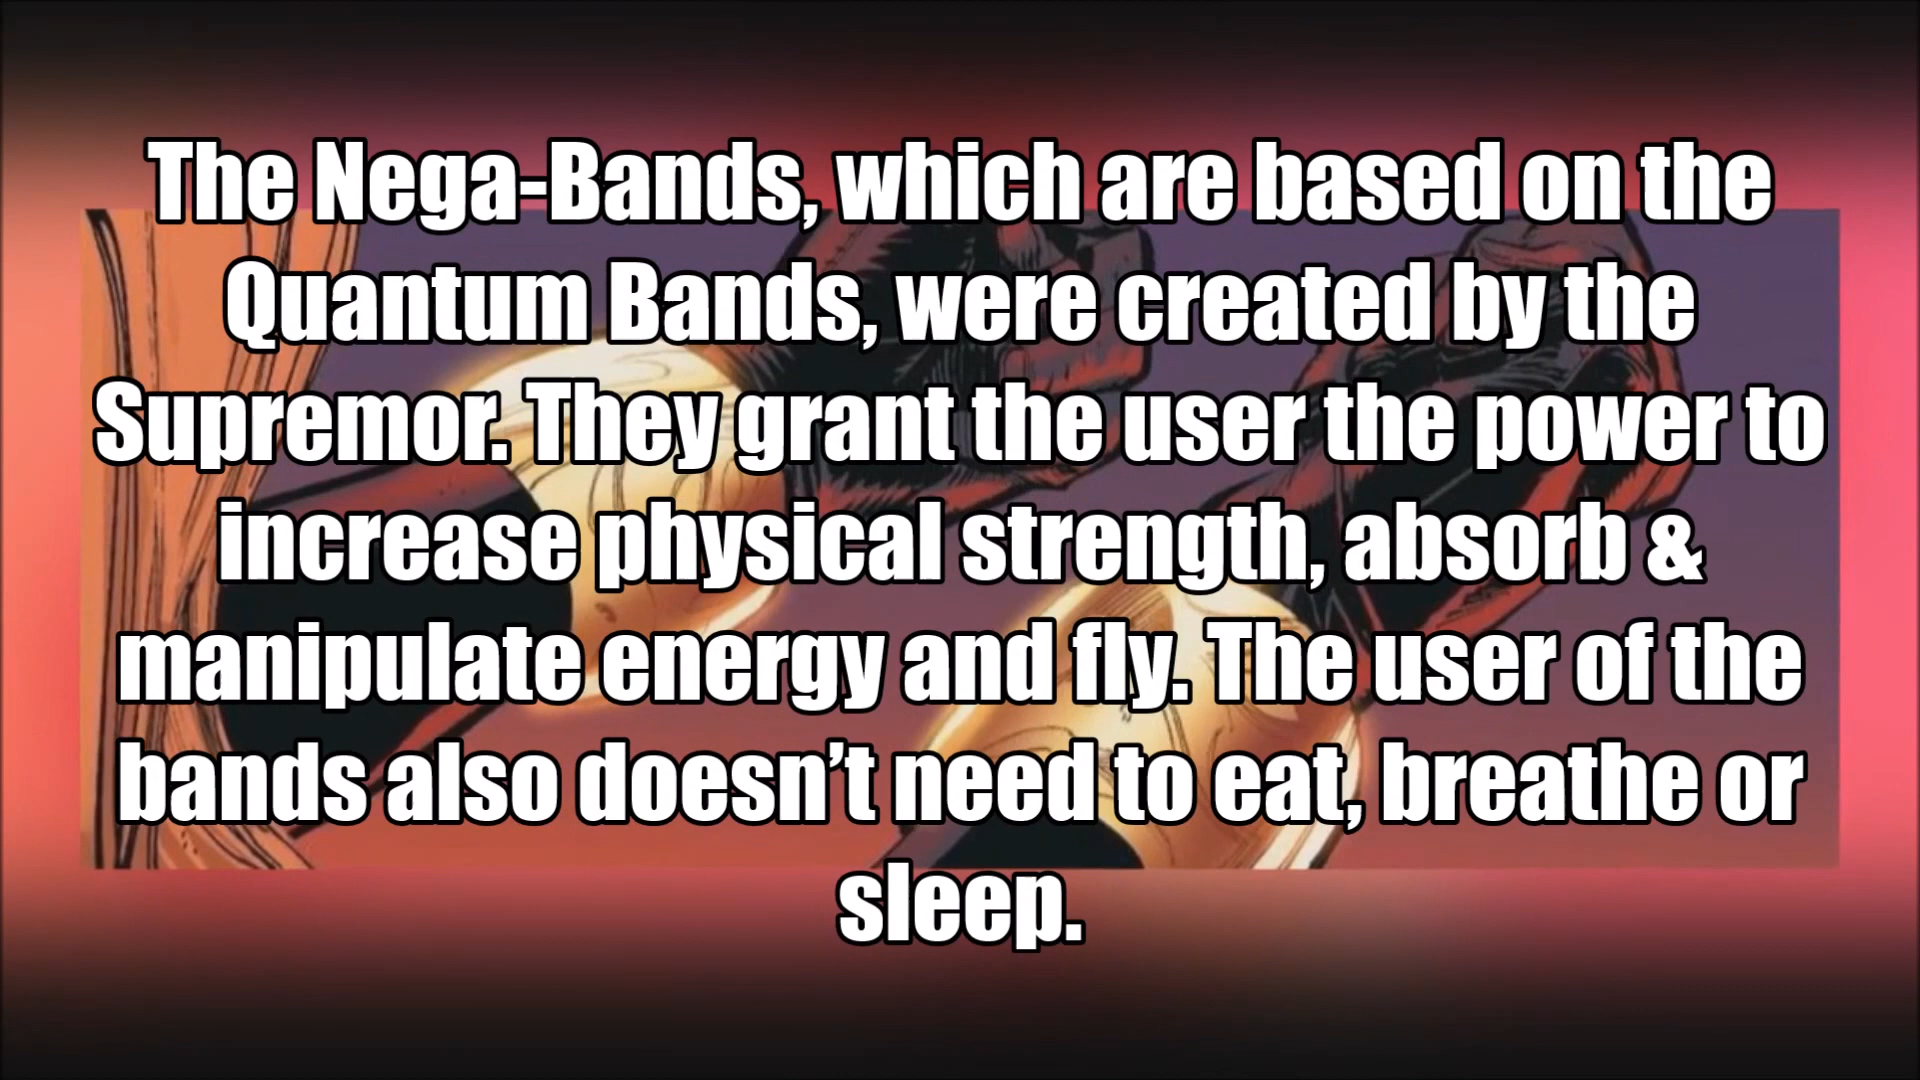 The Nega-Bands, which are based on the
Quantum Bands, were created by the
Supremor. They grant the user the power to
increase physical strength, absorb &
manipulate energy and fly. The user of the
bands also doesn’t need to eat, breathe or
sleep.